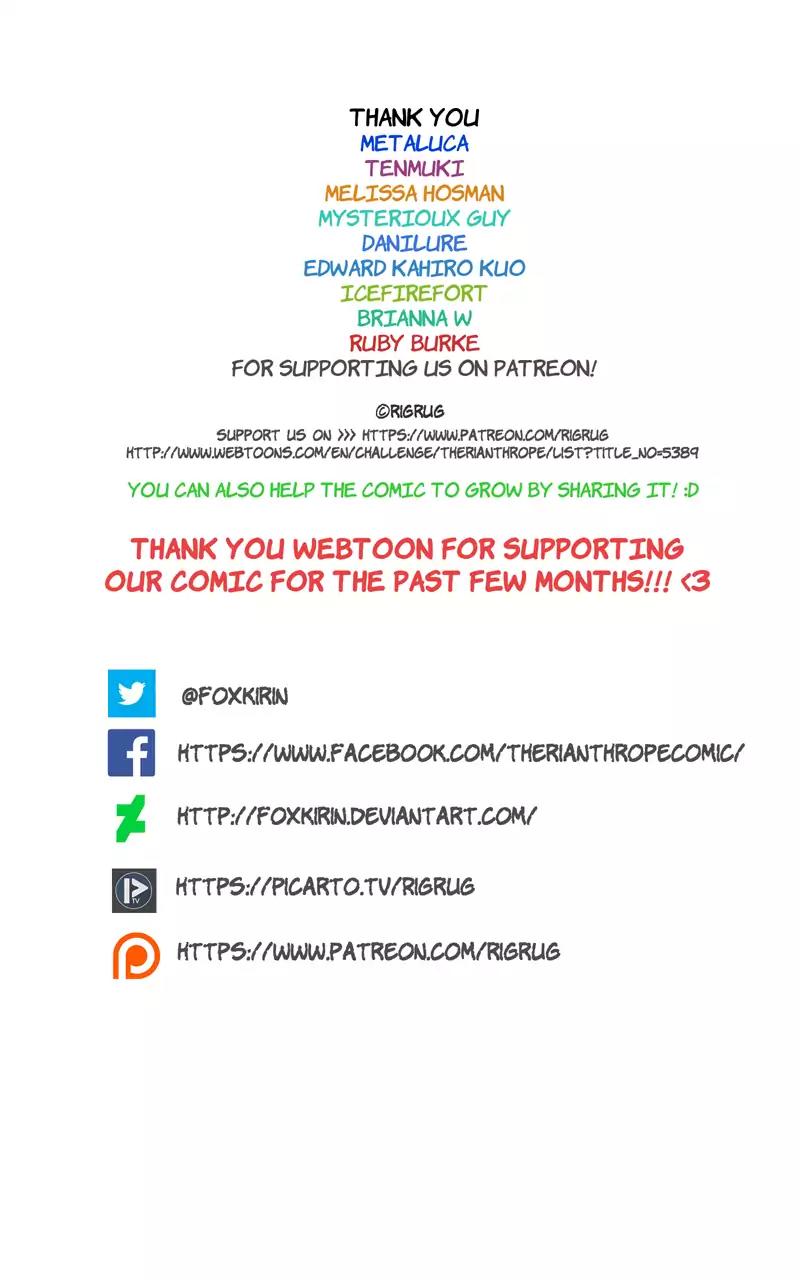 THANK YOU
METALUCA
TENMUKI
MELISSA HOSMAN
MYSTERIOUX GUY
DANILURE
EDWARD KAHIRO KUO
ICEFIREFORT
BRIANNA W
RUBY BURKE
FOR SUPPORTING US ON PATREON!
©RIGRUG
SUPPORT US ON >>> HTTPS://WWW.PATREON.COM/RIGRUG
HTTP://WWW.WEBTOONS.COM/EN/CHALLENGE/THERIANTHROPE/LIST?TITLE_NO=5389
YOU CAN ALSO HELP THE COMIC TO GROW BY SHARING IT! :D
THANK YOU WEBTOON FOR SUPPORTING
OUR COMIC FOR THE PAST FEW MONTHS!!! <3
@FOXKIRIN
HTTPS://WWW.FACEBOOK.COM/THERIANTHROPECOMIC/
HTTP://FOXKIRIN.DEVIANTART.COM/
TV
HTTPS://PICARTO.TV/RIGRUG
HTTPS://WWW.PATREON.COM/RIGRUG